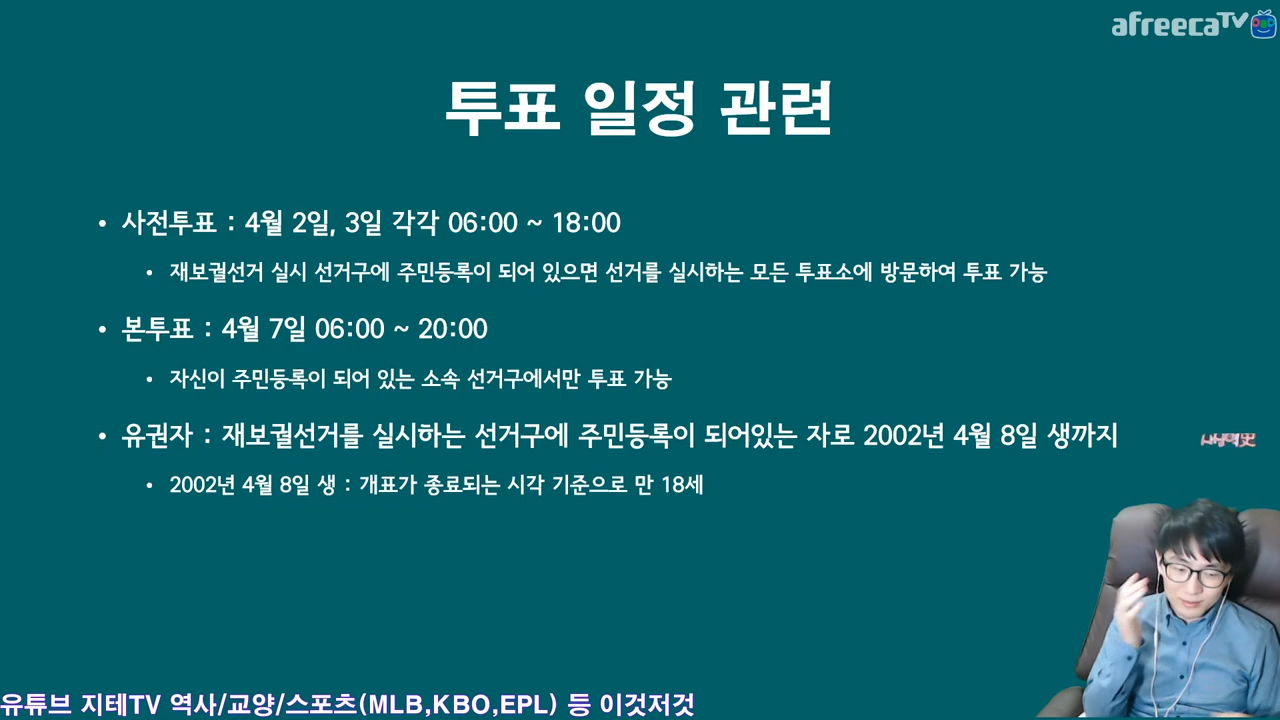 afreecaTV
투표 일정 관련
• 사전투표 : 4월 2일, 3일 각각 06:00 ~ 18:00
• 재보궐선거 실시 선거구에 주민등록이 되어 있으면 선거를 실시하는 모든 투표소에 방문하여 투표 가능
• 본투표 : 4월 7일 06:00 ~ 20:00
• 자신이 주민등록이 되어 있는 소속 선거구에서만 투표 가능
• 유권자 : 재보궐선거를 실시하는 선거구에 주민등록이 되어있는 자로 2002년 4월 8일 생까지
• 2002년 4월 8일 생 : 개표가 종료되는 시각 기준으로 만 18세
유튜브 지테TV 역사/교양/스포츠(MLB,KBO,EPL) 등 이것저것